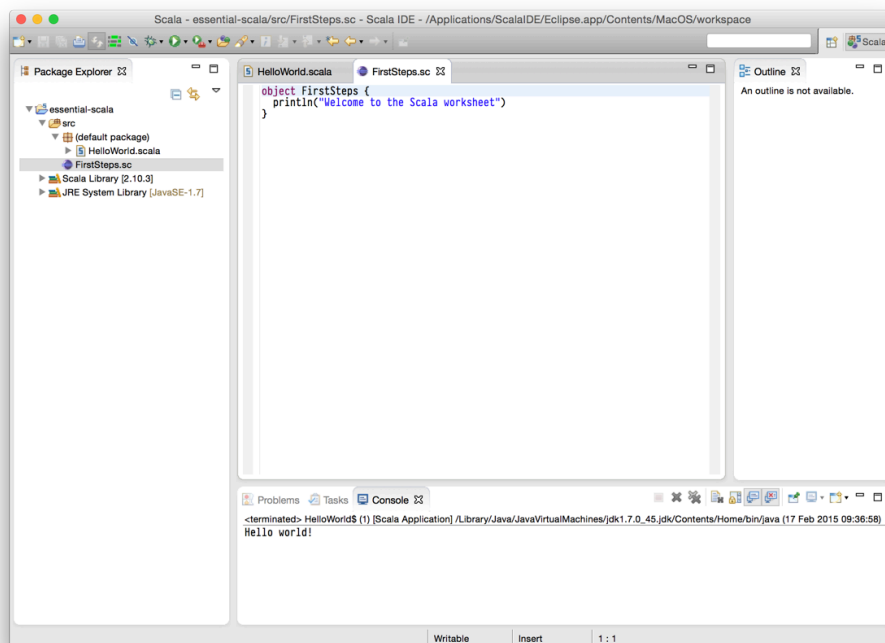 Scala - essential-scala/src/FirstSteps.sc - Scala IDE - /Applications/ScalaIDE/Eclipse.app/Contents/MacOS/workspace
Scala
Package Explorer
essential-scala
src
(default package)
HelloWorld.scala
FirstSteps.sc
Scala Library [2.10.3]
JRE System Library [JavaSE-1.7]
HelloWorld.scala
FirstSteps.sc
object FirstSteps {
println("Welcome to the Scala worksheet")
}
Outline
An outline is not available.
Problems
Tasks
Console
<terminated> HelloWorld$ (1) [Scala Application] /Library/Java/JavaVirtualMachines/jdk1.7.0_45.jdk/Contents/Home/bin/java (17 Feb 2015 09:36:58)
Hello world!
Writable
Insert
1 : 1